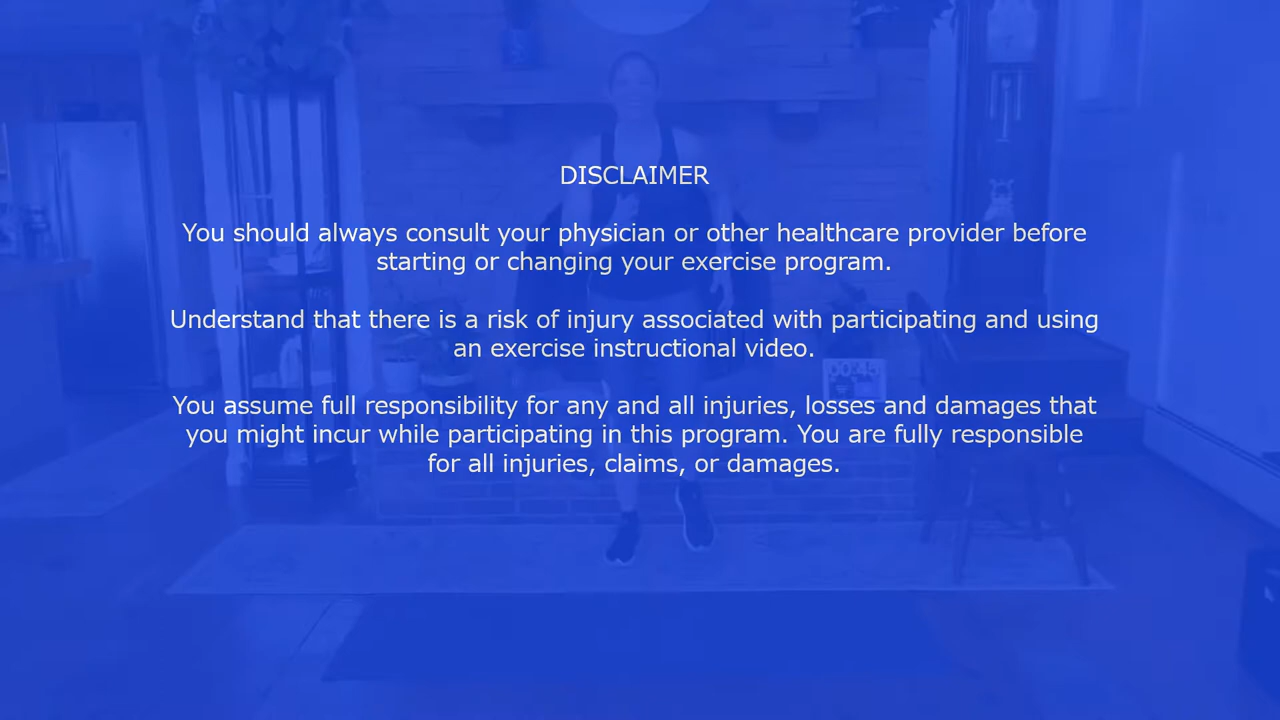 DISCLAIMER
You should always consult your physician or other healthcare provider before
starting or changing your exercise program.
Understand that there is a risk of injury associated with participating and using
an exercise instructional video.
00:45
You assume full responsibility for any and all injuries, losses and damages that
you might incur while participating in this program. You are fully responsible
for all injuries, claims, or damages.